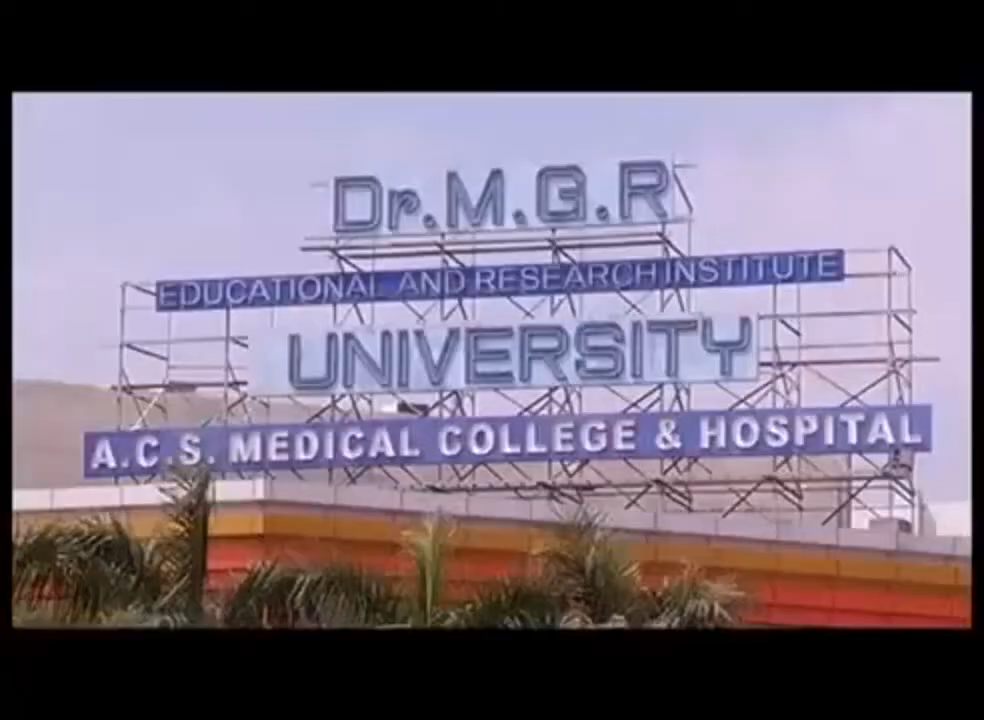 Dr.M.G.R
EDUCATIONAL AND RESEARCH INSTITUTE
UNIVERSITY
A.C.S. MEDICAL COLLEGE & HOSPITAL